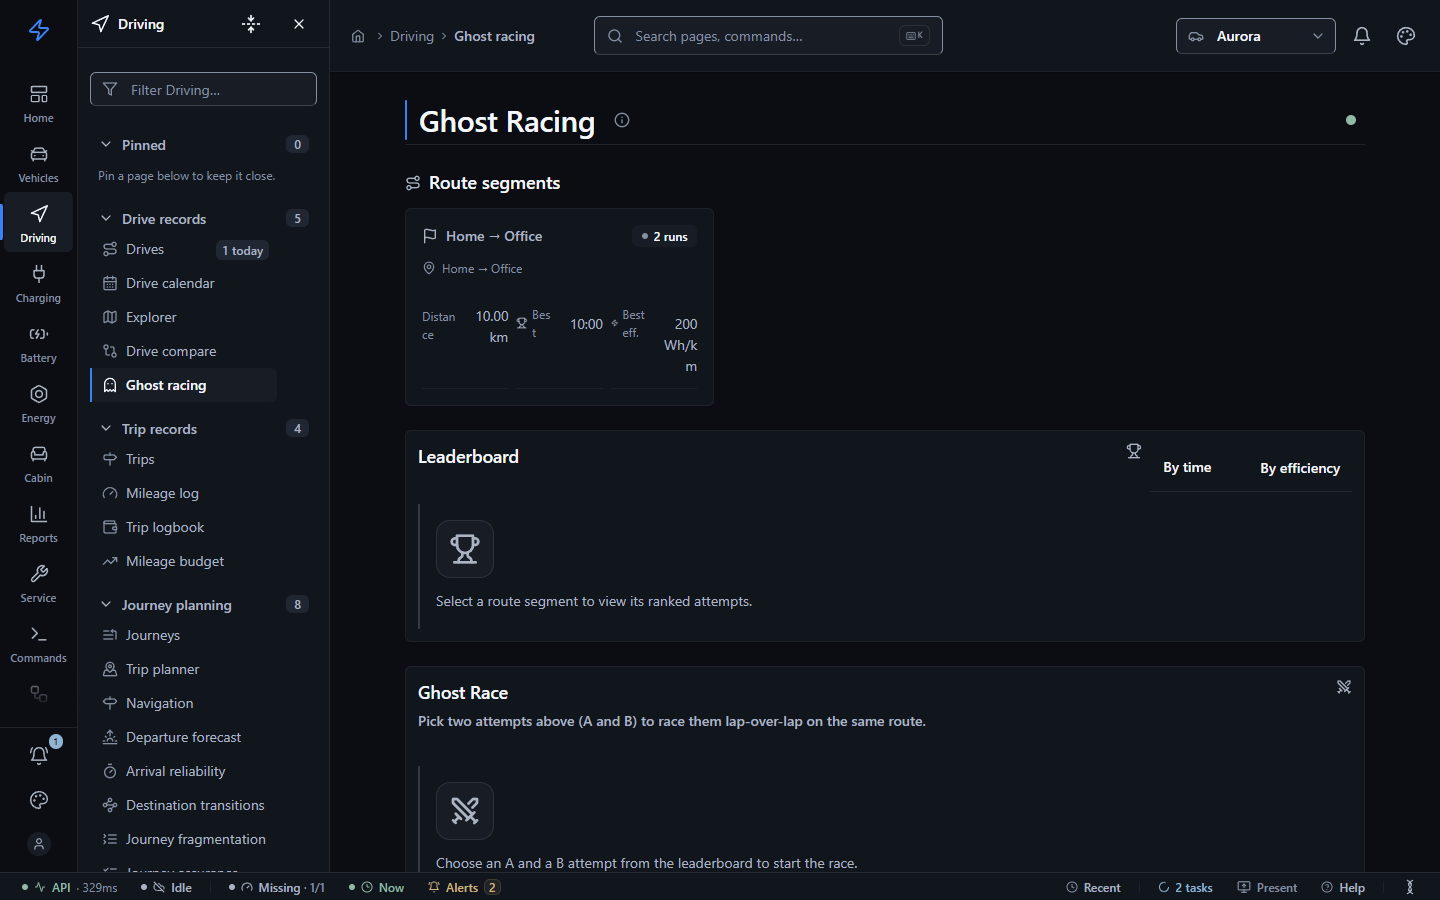 Driving
Filter Driving...
Home
Vehicles
Driving
Charging
Battery
Energy
Cabin
Reports
Service
Commands
1
Pinned 0
Pin a page below to keep it close.
Drive records 5
Drives 1 today
Drive calendar
Explorer
Drive compare
Ghost racing
Trip records 4
Trips
Mileage log
Trip logbook
Mileage budget
Journey planning 8
Journeys
Trip planner
Navigation
Departure forecast
Arrival reliability
Destination transitions
Journey fragmentation
Journey assurance
Driving > Ghost racing
Search pages, commands... K
Aurora
Ghost Racing
Route segments
Home → Office 2 runs
Home → Office
Distan
ce
10.00
km
Bes
t
10:00
Best
eff.
200
Wh/k
m
Leaderboard
By time By efficiency
Select a route segment to view its ranked attempts.
Ghost Race
Pick two attempts above (A and B) to race them lap-over-lap on the same route.
Choose an A and a B attempt from the leaderboard to start the race.
API · 329ms Idle Missing · 1/1 Now Alerts 2 Recent 2 tasks Present Help